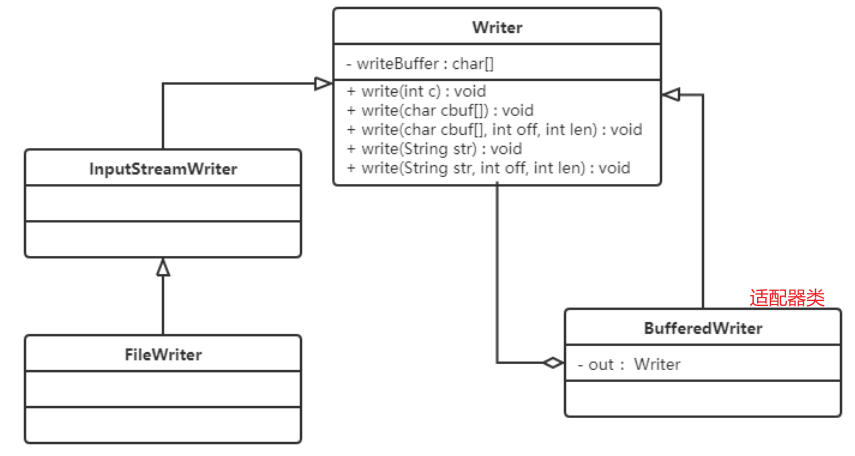 Writer
- writeBuffer : char[]
+ write(int c) : void
+ write(char cbuf[]) : void
+ write(char cbuf[], int off, int len) : void
+ write(String str) : void
+ write(String str, int off, int len) : void
InputStreamWriter
FileWriter
适配器类
BufferedWriter
- out : Writer